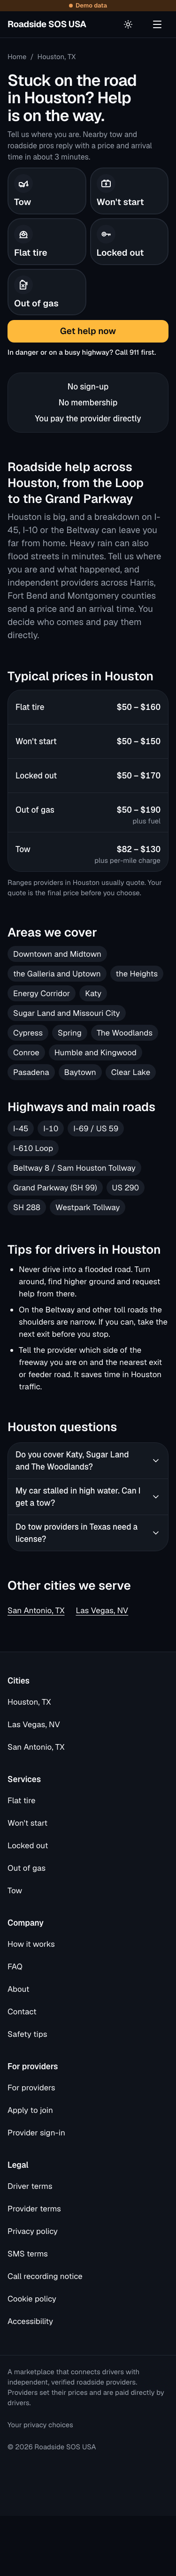 Demo data
Roadside SOS USA
Home / Houston, TX
Stuck on the road
in Houston? Help
is on the way.
Tell us where you are. Nearby tow and
roadside pros reply with a price and arrival
time in about 3 minutes.
Tow
Won't start
Flat tire
Locked out
Out of gas
Get help now
In danger or on a busy highway? Call 911 first.
No sign-up
No membership
You pay the provider directly
Roadside help across
Houston, from the Loop
to the Grand Parkway
Houston is big, and a breakdown on I-
45, I-10 or the Beltway can leave you
far from home. Heavy rain can also
flood streets in minutes. Tell us where
you are and what happened, and
independent providers across Harris,
Fort Bend and Montgomery counties
send a price and an arrival time. You
decide who comes and pay them
directly.
Typical prices in Houston
Flat tire $50 – $160
Won't start $50 – $150
Locked out $50 – $170
Out of gas $50 – $190
plus fuel
Tow $82 – $130
plus per-mile charge
Ranges providers in Houston usually quote. Your
quote is the final price before you choose.
Areas we cover
Downtown and Midtown
the Galleria and Uptown the Heights
Energy Corridor Katy
Sugar Land and Missouri City
Cypress Spring The Woodlands
Conroe Humble and Kingwood
Pasadena Baytown Clear Lake
Highways and main roads
I-45 I-10 I-69 / US 59
I-610 Loop
Beltway 8 / Sam Houston Tollway
Grand Parkway (SH 99) US 290
SH 288 Westpark Tollway
Tips for drivers in Houston
• Never drive into a flooded road. Turn
around, find higher ground and request
help from there.
• On the Beltway and other toll roads the
shoulders are narrow. If you can, take the
next exit before you stop.
• Tell the provider which side of the
freeway you are on and the nearest exit
or feeder road. It saves time in Houston
traffic.
Houston questions
Do you cover Katy, Sugar Land
and The Woodlands?
My car stalled in high water. Can I
get a tow?
Do tow providers in Texas need a
license?
Other cities we serve
San Antonio, TX Las Vegas, NV
Cities
Houston, TX
Las Vegas, NV
San Antonio, TX
Services
Flat tire
Won't start
Locked out
Out of gas
Tow
Company
How it works
FAQ
About
Contact
Safety tips
For providers
For providers
Apply to join
Provider sign-in
Legal
Driver terms
Provider terms
Privacy policy
SMS terms
Call recording notice
Cookie policy
Accessibility
A marketplace that connects drivers with
independent, verified roadside providers.
Providers set their prices and are paid directly by
drivers.
Your privacy choices
© 2026 Roadside SOS USA